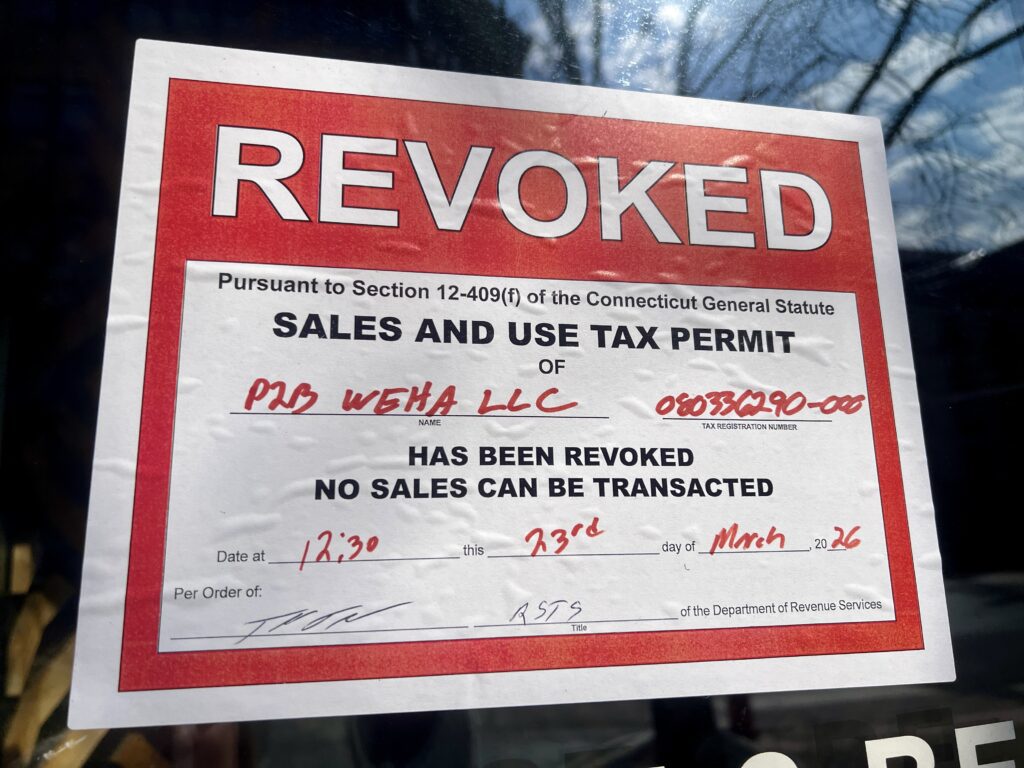 REVOKED
Pursuant to Section 12-409(f) of the Connecticut General Statute
SALES AND USE TAX PERMIT
OF
P2B WEHA LLC 080336290-000
NAME TAX REGISTRATION NUMBER
HAS BEEN REVOKED
NO SALES CAN BE TRANSACTED
Date at 12:30 this 23rd day of March, 2026
Per Order of:
RSTS of the Department of Revenue Services
Title